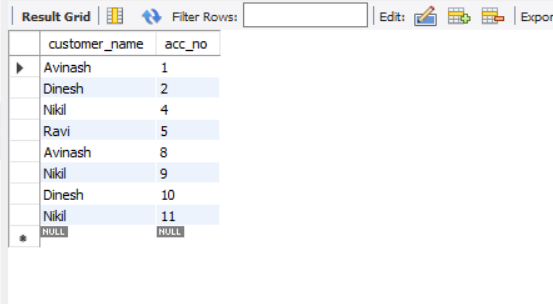 Result Grid Filter Rows: Edit: Expor
customer_name acc_no
Avinash 1
Dinesh 2
Nikil 4
Ravi 5
Avinash 8
Nikil 9
Dinesh 10
Nikil 11
NULL NULL